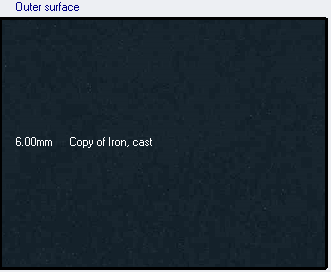 Outer surface
6.00mm Copy of Iron, cast